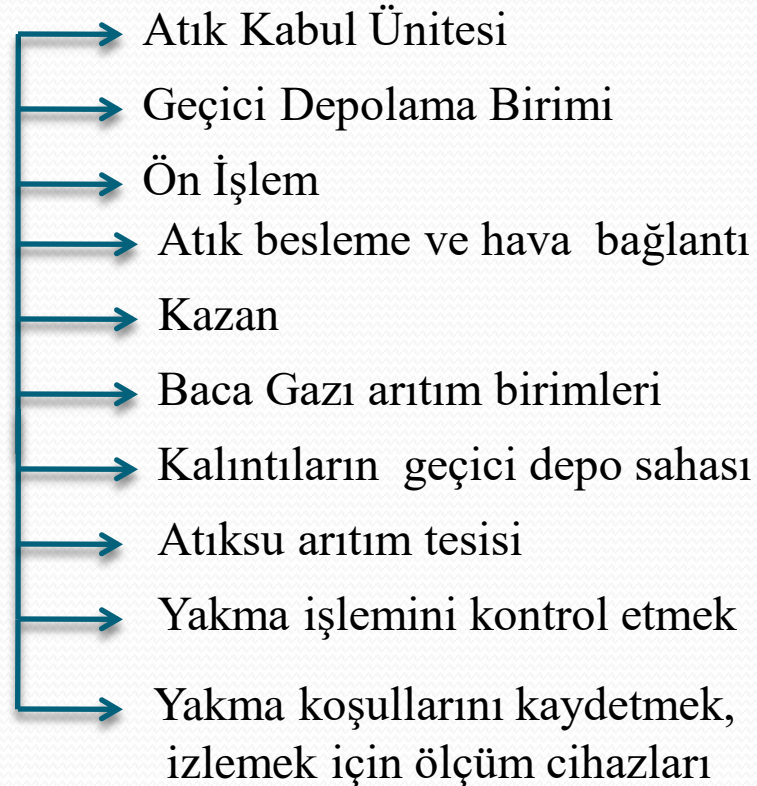 Atık Kabul Ünitesi
Geçici Depolama Birimi
Ön İşlem
Atık besleme ve hava bağlantı
Kazan
Baca Gazı arıtım birimleri
Kalıntıların geçici depo sahası
Atıksu arıtım tesisi
Yakma işlemini kontrol etmek
Yakma koşullarını kaydetmek,
izlemek için ölçüm cihazları